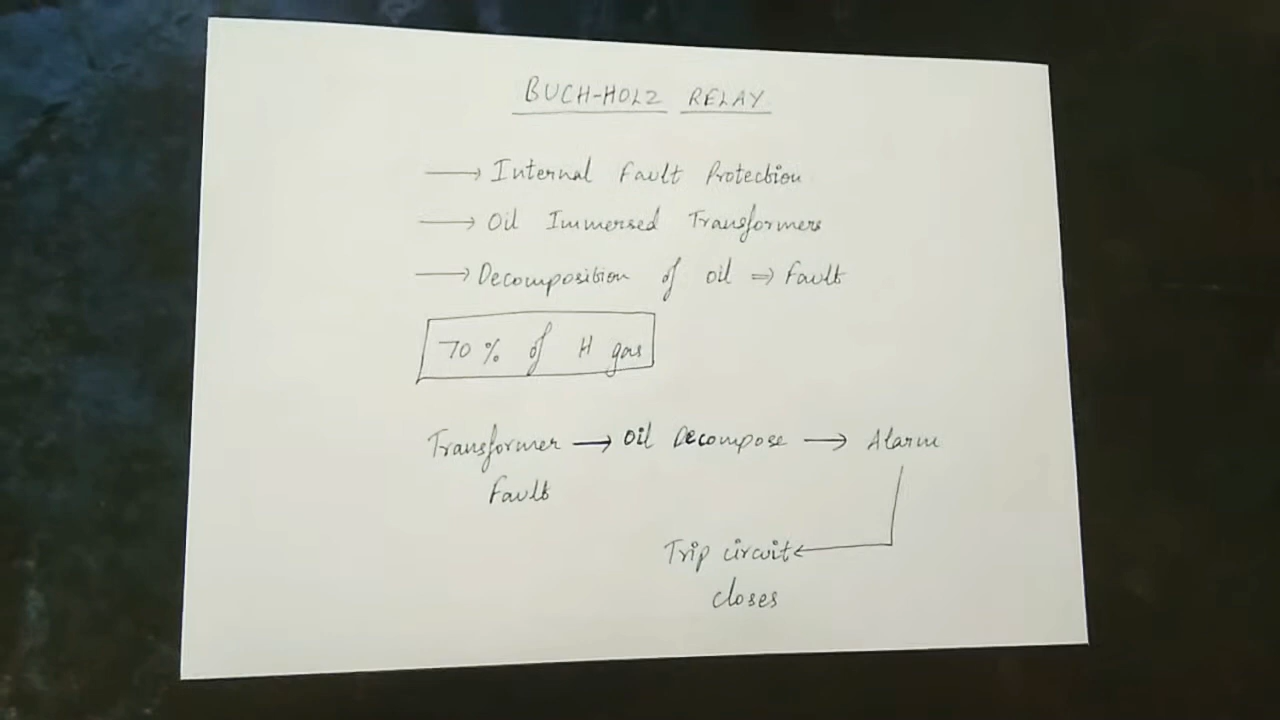 BUCH-HOLZ RELAY
→ Internal Fault Protection
→ Oil Immersed Transformers
→ Decomposition of oil ⇒ Fault
70% of H gas
Transformer → Oil Decompose → Alarm
Fault
Trip circuit ←
closes